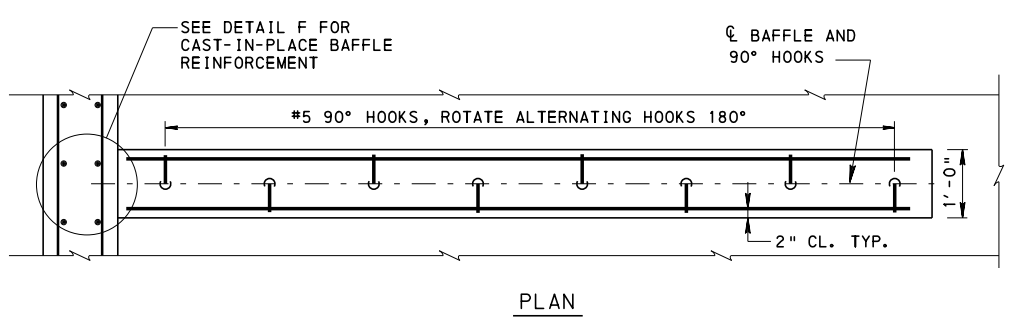 SEE DETAIL F FOR
CAST-IN-PLACE BAFFLE
REINFORCEMENT
℄ BAFFLE AND
90° HOOKS
#5 90° HOOKS, ROTATE ALTERNATING HOOKS 180°
1'-0"
2" CL. TYP.
PLAN